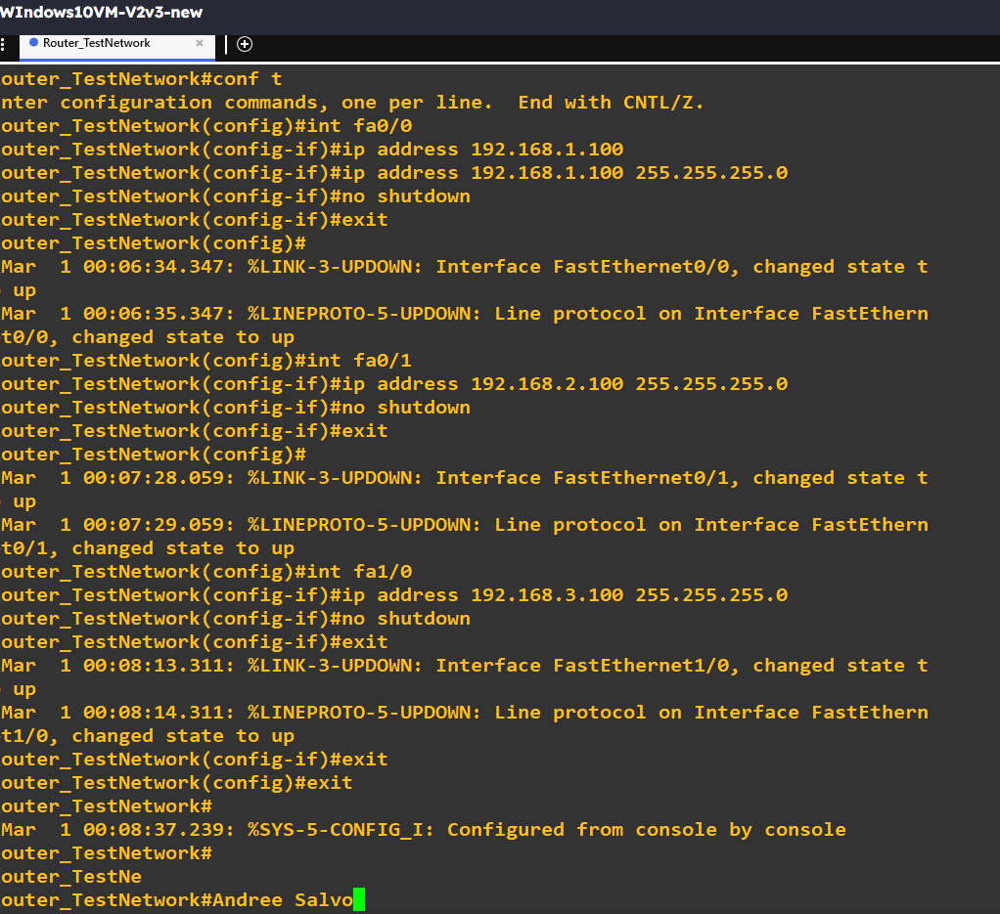 WIndows10VM-V2v3-new
Router_TestNetwork
outer_TestNetwork#conf t
nter configuration commands, one per line.  End with CNTL/Z.
outer_TestNetwork(config)#int fa0/0
outer_TestNetwork(config-if)#ip address 192.168.1.100
outer_TestNetwork(config-if)#ip address 192.168.1.100 255.255.255.0
outer_TestNetwork(config-if)#no shutdown
outer_TestNetwork(config-if)#exit
outer_TestNetwork(config)#
Mar  1 00:06:34.347: %LINK-3-UPDOWN: Interface FastEthernet0/0, changed state t
up
Mar  1 00:06:35.347: %LINEPROTO-5-UPDOWN: Line protocol on Interface FastEthern
t0/0, changed state to up
outer_TestNetwork(config)#int fa0/1
outer_TestNetwork(config-if)#ip address 192.168.2.100 255.255.255.0
outer_TestNetwork(config-if)#no shutdown
outer_TestNetwork(config-if)#exit
outer_TestNetwork(config)#
Mar  1 00:07:28.059: %LINK-3-UPDOWN: Interface FastEthernet0/1, changed state t
up
Mar  1 00:07:29.059: %LINEPROTO-5-UPDOWN: Line protocol on Interface FastEthern
t0/1, changed state to up
outer_TestNetwork(config)#int fa1/0
outer_TestNetwork(config-if)#ip address 192.168.3.100 255.255.255.0
outer_TestNetwork(config-if)#no shutdown
outer_TestNetwork(config-if)#exit
Mar  1 00:08:13.311: %LINK-3-UPDOWN: Interface FastEthernet1/0, changed state t
up
Mar  1 00:08:14.311: %LINEPROTO-5-UPDOWN: Line protocol on Interface FastEthern
t1/0, changed state to up
outer_TestNetwork(config-if)#exit
outer_TestNetwork(config)#exit
outer_TestNetwork#
Mar  1 00:08:37.239: %SYS-5-CONFIG_I: Configured from console by console
outer_TestNetwork#
outer_TestNe
outer_TestNetwork#Andree Salvo